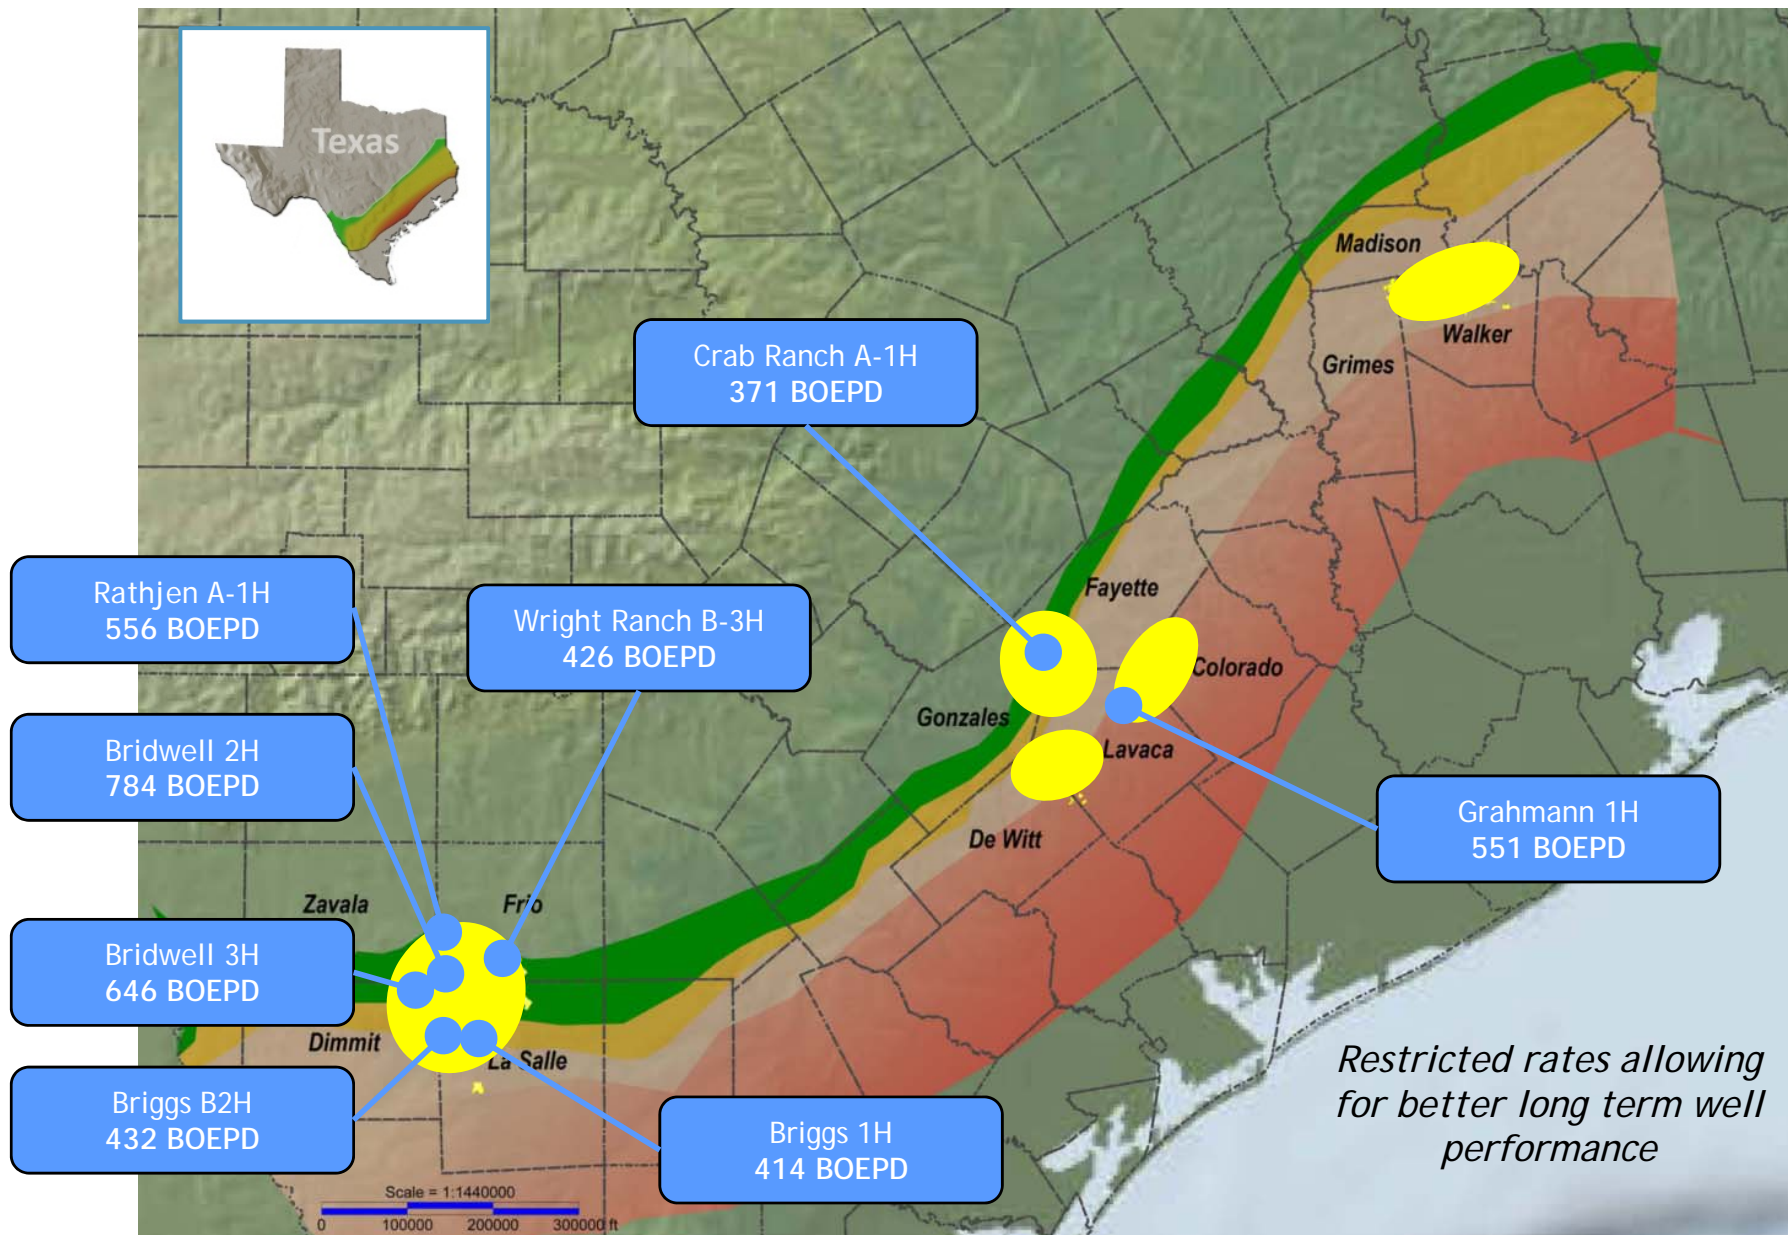 Texas
Madison
Walker
Grimes
Crab Ranch A-1H
371 BOEPD
Rathjen A-1H
556 BOEPD
Wright Ranch B-3H
426 BOEPD
Fayette
Colorado
Gonzales
Lavaca
Bridwell 2H
784 BOEPD
Grahmann 1H
551 BOEPD
De Witt
Zavala
Frio
Bridwell 3H
646 BOEPD
Dimmit
La Salle
Briggs B2H
432 BOEPD
Briggs 1H
414 BOEPD
Restricted rates allowing
for better long term well
performance
Scale = 1:1440000
0 100000 200000 300000 ft